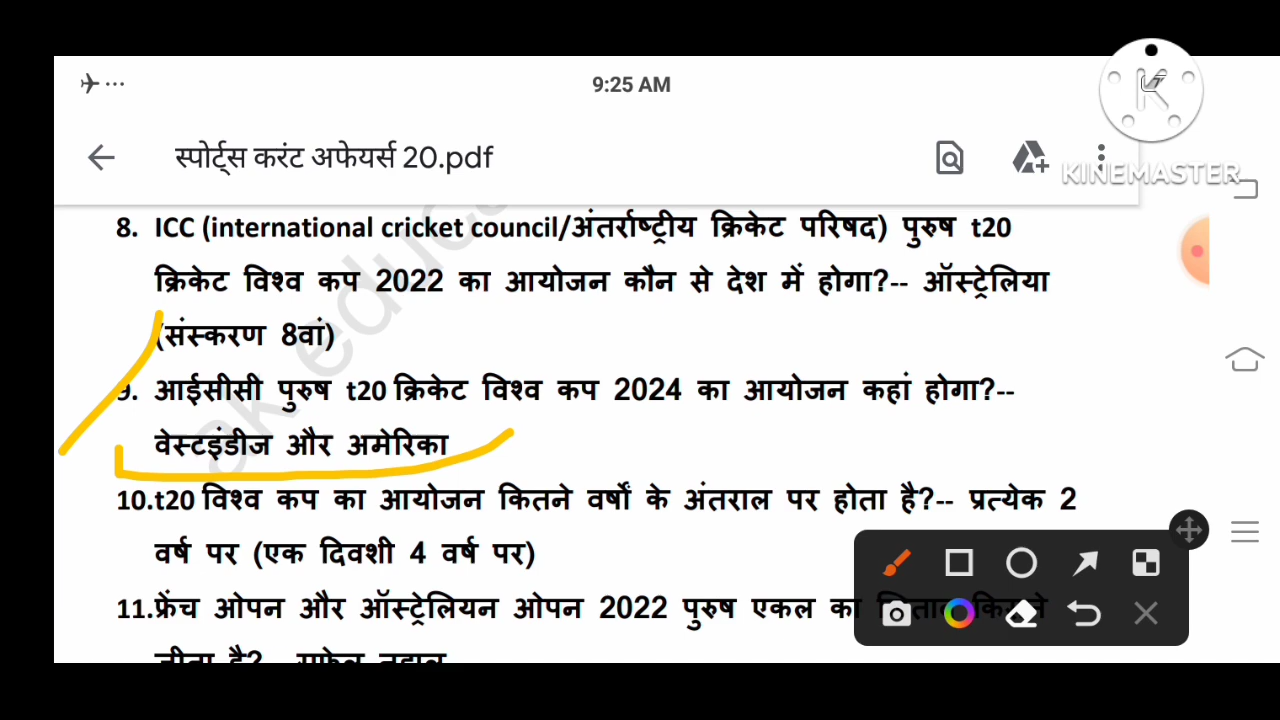 9:25 AM
स्पोर्ट्स करंट अफेयर्स 20.pdf
KINEMASTER
8. ICC (international cricket council/अंतर्राष्ट्रीय क्रिकेट परिषद) पुरुष t20
क्रिकेट विश्व कप 2022 का आयोजन कौन से देश में होगा?-- ऑस्ट्रेलिया
(संस्करण 8वां)
9. आईसीसी पुरुष t20 क्रिकेट विश्व कप 2024 का आयोजन कहां होगा?--
वेस्टइंडीज और अमेरिका
10.t20 विश्व कप का आयोजन कितने वर्षों के अंतराल पर होता है?-- प्रत्येक 2
वर्ष पर (एक दिवशी 4 वर्ष पर)
11.फ्रेंच ओपन और ऑस्ट्रेलियन ओपन 2022 पुरुष एकल का